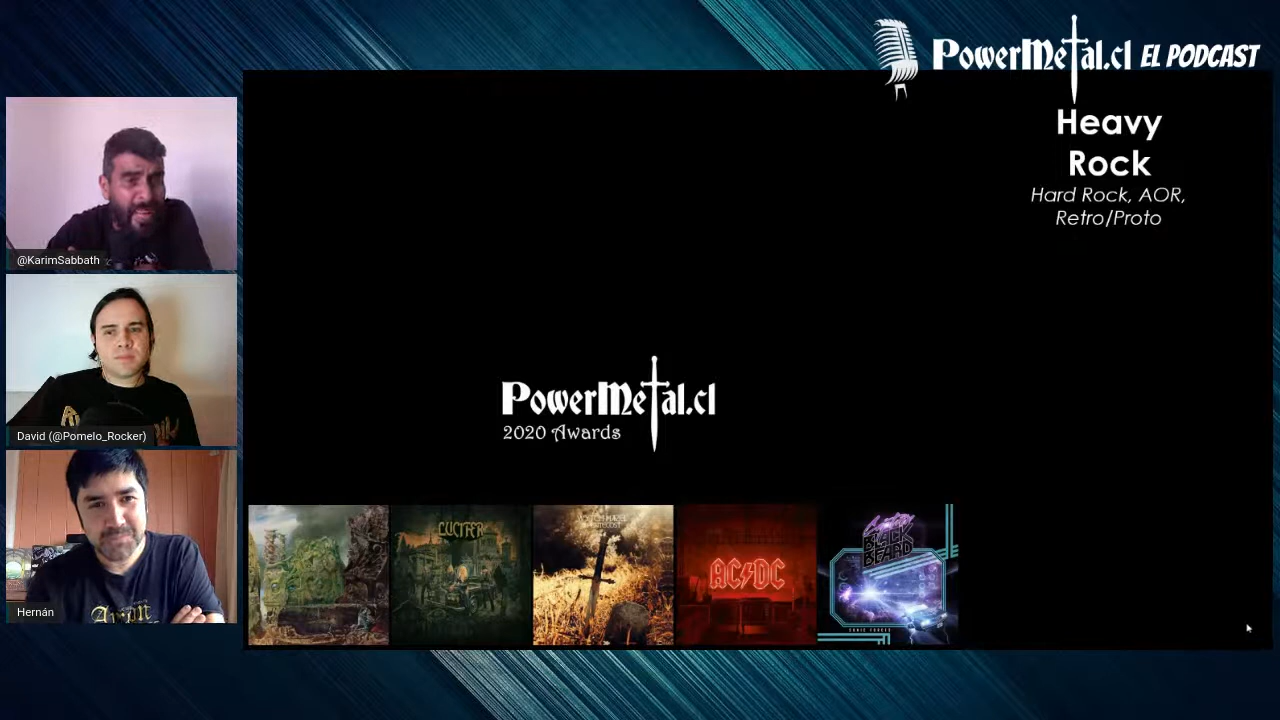 PowerMetal.cl EL PODCAST
Heavy
Rock
Hard Rock, AOR,
Retro/Proto
@KarimSabbath
David (@Pomelo_Rocker)
Hernán
PowerMetal.cl
2020 Awards
LUCIFER
AC/DC
BLACK
BEARD